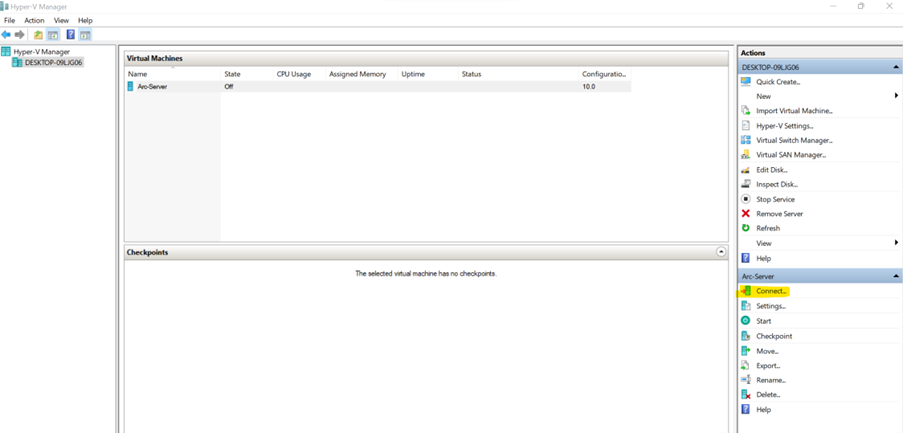 Hyper-V Manager
File Action View Help
Hyper-V Manager
DESKTOP-09LJG06
Virtual Machines
Name State CPU Usage Assigned Memory Uptime Status Configuratio...
Arc-Server Off 10.0
Checkpoints
The selected virtual machine has no checkpoints.
Actions
DESKTOP-09LJG06
Quick Create...
New
Import Virtual Machine...
Hyper-V Settings...
Virtual Switch Manager...
Virtual SAN Manager...
Edit Disk...
Inspect Disk...
Stop Service
Remove Server
Refresh
View
Help
Arc-Server
Connect...
Settings...
Start
Checkpoint
Move...
Export...
Rename...
Delete...
Help